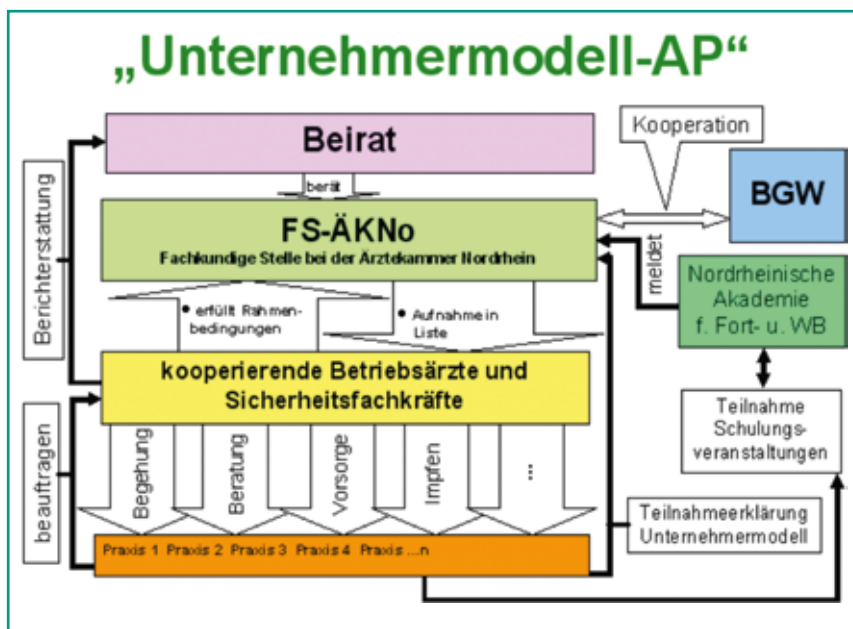 „Unternehmermodell-AP“
Kooperation
Beirat
berät
BGW
Berichterstattung
FS-ÄKNo
Fachkundige Stelle bei der Ärztekammer Nordrhein
meldet
Nordrheinische
Akademie
f. Fort- u. WB
• erfüllt Rahmen-
bedingungen
• Aufnahme in
Liste
kooperierende Betriebsärzte und
Sicherheitsfachkräfte
Teilnahme
Schulungs-
veranstaltungen
beauftragen
Begehung
Beratung
Vorsorge
Impfen
...
Teilnahmeerklärung
Unternehmermodell
Praxis 1 Praxis 2 Praxis 3 Praxis 4 Praxis ...n